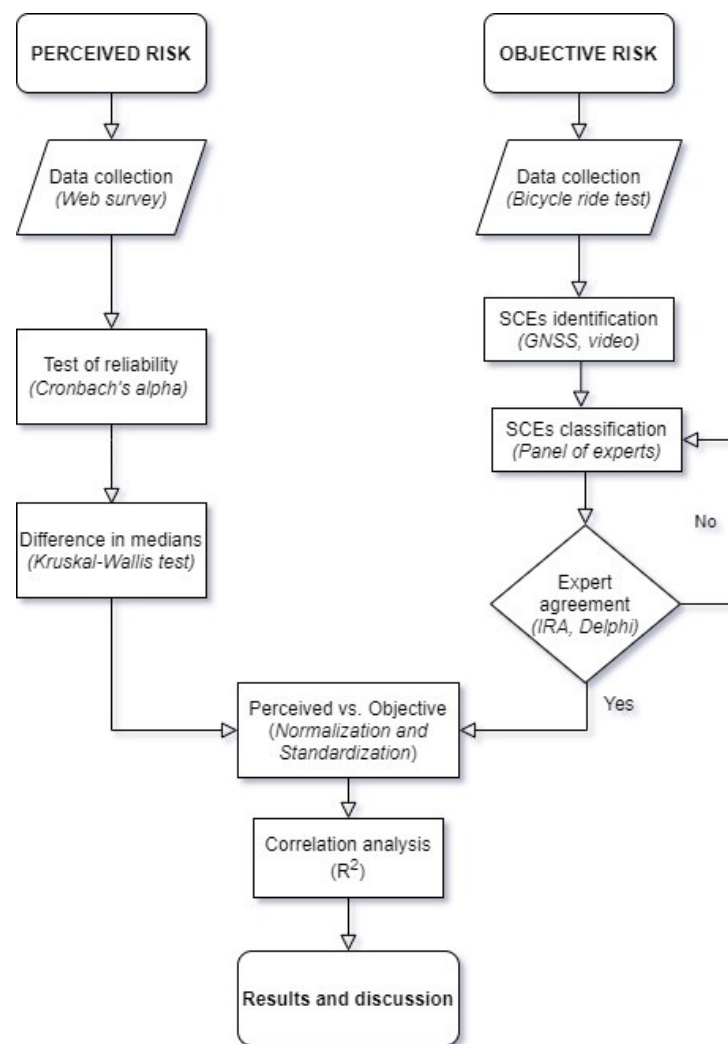 PERCEIVED RISK
OBJECTIVE RISK
Data collection
(Web survey)
Data collection
(Bicycle ride test)
SCEs identification
(GNSS, video)
Test of reliability
(Cronbach's alpha)
SCEs classification
(Panel of experts)
No
Difference in medians
(Kruskal-Wallis test)
Expert
agreement
(IRA, Delphi)
Yes
Perceived vs. Objective
(Normalization and
Standardization)
Correlation analysis
(R²)
Results and discussion